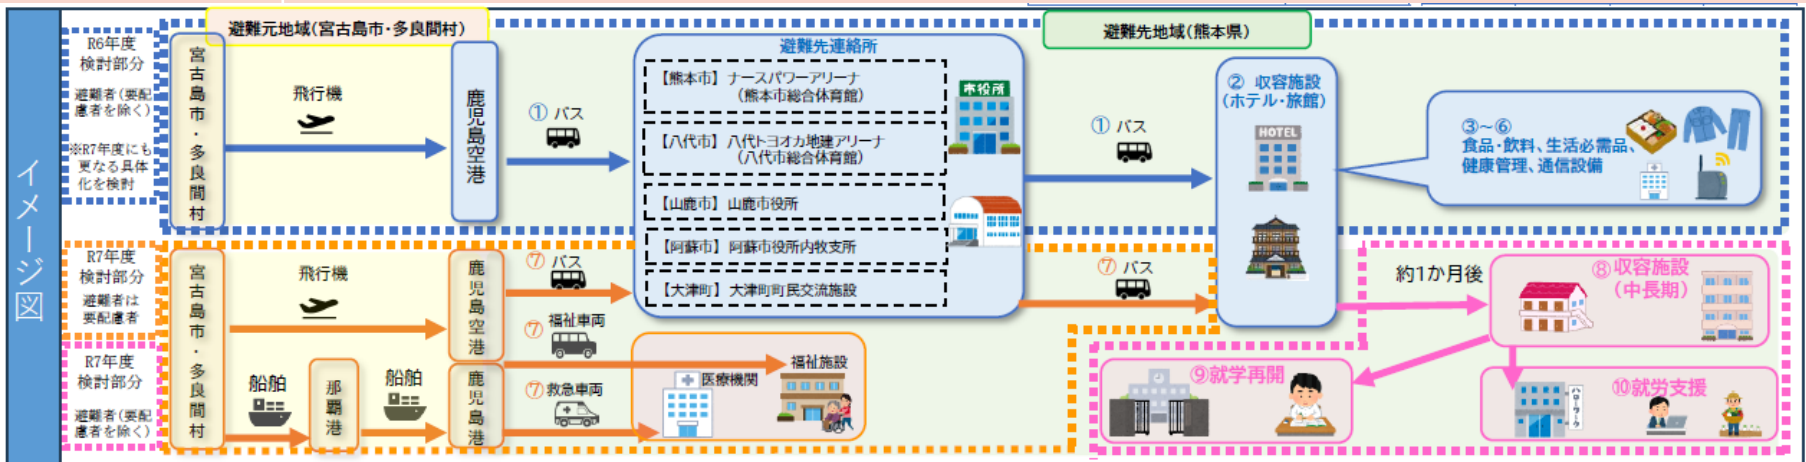 イメージ図
R6年度
検討部分
避難者(要配
慮者を除く)
※R7年度にも
更なる具体
化を検討
R7年度
検討部分
避難者は
要配慮者
R7年度
検討部分
避難者(要配
慮者を除く)
避難元地域(宮古島市・多良間村)
宮古島市・多良間村
飛行機
鹿児島空港
① バス
避難先連絡所
【熊本市】ナースパワーアリーナ
(熊本市総合体育館)
【八代市】八代トヨオカ地建アリーナ
(八代市総合体育館)
【山鹿市】山鹿市役所
【阿蘇市】阿蘇市役所内牧支所
【大津町】大津町町民交流施設
市役所
避難先地域(熊本県)
① バス
② 収容施設
(ホテル・旅館)
HOTEL
③～⑥
食品・飲料、生活必需品、
健康管理、通信設備
宮古島市・多良間村
飛行機
鹿児島空港
⑦ バス
⑦ 福祉車両
⑦ バス
船舶
那覇港
船舶
鹿児島港
⑦ 救急車両
医療機関
福祉施設
約1か月後
⑧ 収容施設
(中長期)
⑨就学再開
⑩就労支援
ハローワーク